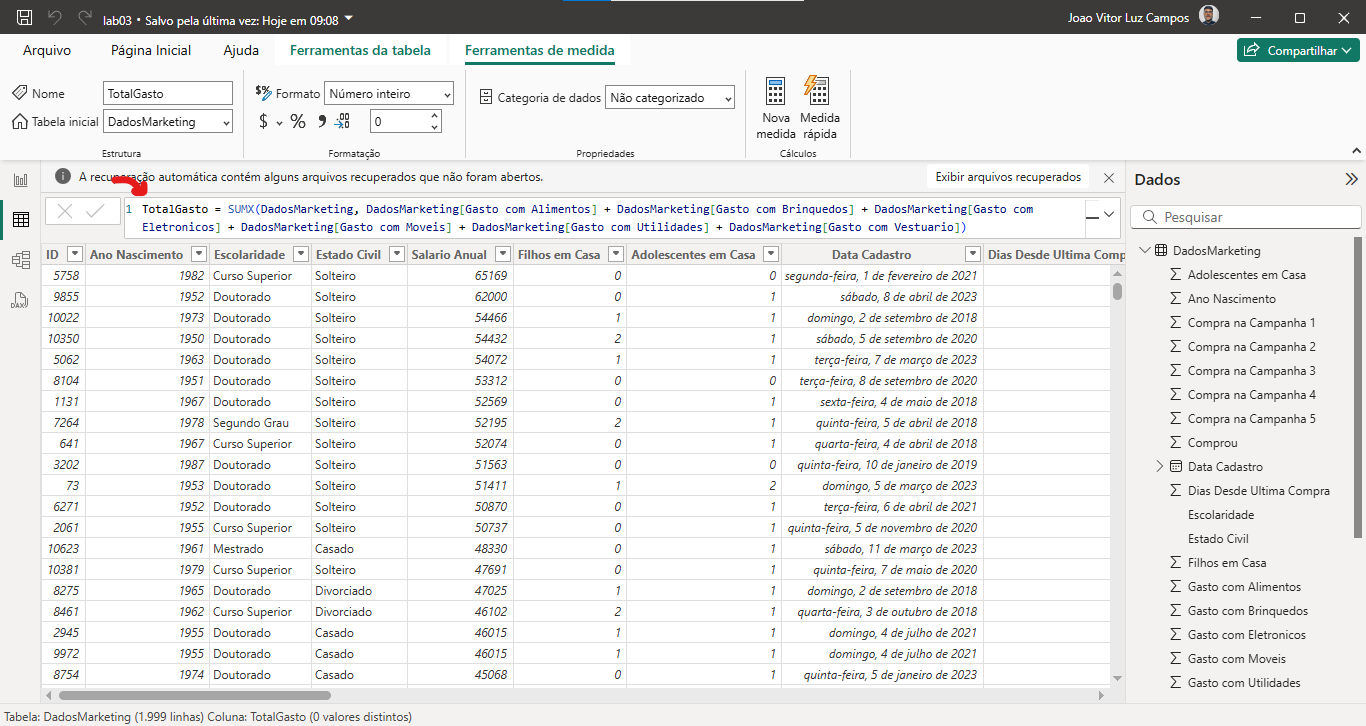 lab03 • Salvo pela última vez: Hoje em 09:08
Joao Vitor Luz Campos
Arquivo
Página Inicial
Ajuda
Ferramentas da tabela
Ferramentas de medida
Compartilhar
Nome
TotalGasto
Tabela inicial
DadosMarketing
Estrutura
Formato
Número inteiro
$
%
0
Formatação
Categoria de dados
Não categorizado
Propriedades
Nova medida
Medida rápida
Cálculos
A recuperação automática contém alguns arquivos recuperados que não foram abertos.
Exibir arquivos recuperados
1 TotalGasto = SUMX(DadosMarketing, DadosMarketing[Gasto com Alimentos] + DadosMarketing[Gasto com Brinquedos] + DadosMarketing[Gasto com
Eletronicos] + DadosMarketing[Gasto com Moveis] + DadosMarketing[Gasto com Utilidades] + DadosMarketing[Gasto com Vestuario])
ID Ano Nascimento Escolaridade Estado Civil Salario Anual Filhos em Casa Adolescentes em Casa Data Cadastro Dias Desde Ultima Comp
5758 1982 Curso Superior Solteiro 65169 0 0 segunda-feira, 1 de fevereiro de 2021
9855 1952 Doutorado Solteiro 62000 0 1 sábado, 8 de abril de 2023
10022 1973 Doutorado Solteiro 54466 1 1 domingo, 2 de setembro de 2018
10350 1950 Doutorado Solteiro 54432 2 1 sábado, 5 de setembro de 2020
5062 1963 Doutorado Solteiro 54072 1 1 terça-feira, 7 de março de 2023
8104 1951 Doutorado Solteiro 53312 0 0 terça-feira, 8 de setembro de 2020
1131 1967 Doutorado Solteiro 52569 0 1 sexta-feira, 4 de maio de 2018
7264 1978 Segundo Grau Solteiro 52195 2 1 quinta-feira, 5 de abril de 2018
641 1967 Curso Superior Solteiro 52074 0 1 quarta-feira, 4 de abril de 2018
3202 1987 Doutorado Solteiro 51563 0 0 quinta-feira, 10 de janeiro de 2019
73 1953 Doutorado Solteiro 51411 1 2 domingo, 5 de março de 2023
6271 1952 Doutorado Solteiro 50870 0 1 terça-feira, 6 de abril de 2021
2061 1955 Curso Superior Solteiro 50737 0 1 quinta-feira, 5 de novembro de 2020
10623 1961 Mestrado Casado 48330 0 1 sábado, 11 de março de 2023
10381 1979 Curso Superior Solteiro 47691 0 1 quinta-feira, 7 de maio de 2020
8275 1965 Doutorado Divorciado 47025 1 1 domingo, 2 de setembro de 2018
8461 1962 Curso Superior Divorciado 46102 2 1 quarta-feira, 3 de outubro de 2018
2945 1955 Doutorado Casado 46015 1 1 domingo, 4 de julho de 2021
9972 1955 Doutorado Casado 46015 1 1 domingo, 4 de julho de 2021
8754 1974 Doutorado Casado 45068 0 1 quinta-feira, 5 de janeiro de 2023
Dados
Pesquisar
DadosMarketing
Adolescentes em Casa
Ano Nascimento
Compra na Campanha 1
Compra na Campanha 2
Compra na Campanha 3
Compra na Campanha 4
Compra na Campanha 5
Comprou
Data Cadastro
Dias Desde Ultima Compra
Escolaridade
Estado Civil
Filhos em Casa
Gasto com Alimentos
Gasto com Brinquedos
Gasto com Eletronicos
Gasto com Moveis
Gasto com Utilidades
Tabela: DadosMarketing (1.999 linhas) Coluna: TotalGasto (0 valores distintos)